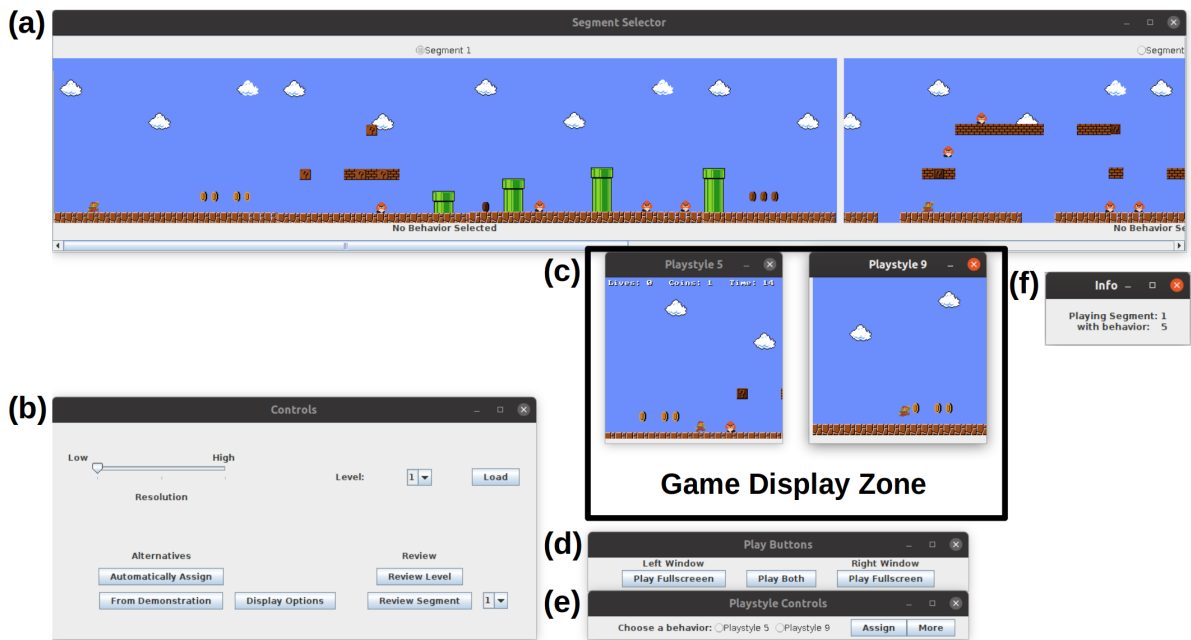 (a)
Segment Selector
Segment 1
Segment
No Behavior Selected
No Behavior Se
(c)
Playstyle 5
Lives: 0 Coins: 1 Time: 14
Playstyle 9
Game Display Zone
(f)
Info
Playing Segment: 1
with behavior: 5
(b)
Controls
Low
High
Resolution
Level:
1
Load
Alternatives
Automatically Assign
From Demonstration
Display Options
Review
Review Level
Review Segment
1
(d)
Play Buttons
Left Window
Right Window
Play Fullscreeen
Play Both
Play Fullscreen
(e)
Playstyle Controls
Choose a behavior: Playstyle 5 Playstyle 9
Assign
More